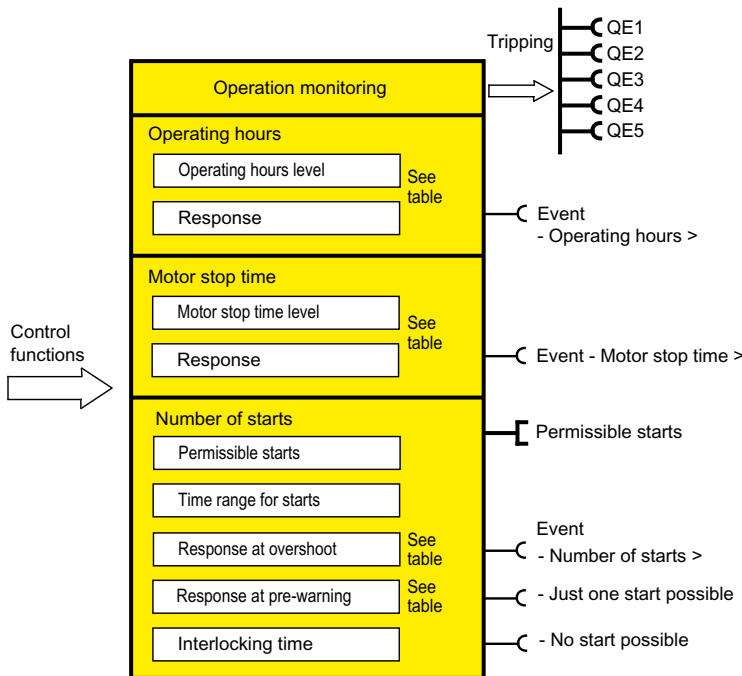 Tripping
QE1
QE2
QE3
QE4
QE5
Operation monitoring
Operating hours
Operating hours level
See
table
Response
Event
- Operating hours >
Motor stop time
Motor stop time level
See
table
Response
Event - Motor stop time >
Control
functions
Number of starts
Permissible starts
Permissible starts
Time range for starts
Response at overshoot
See
table
Event
- Number of starts >
Response at pre-warning
See
table
- Just one start possible
Interlocking time
- No start possible